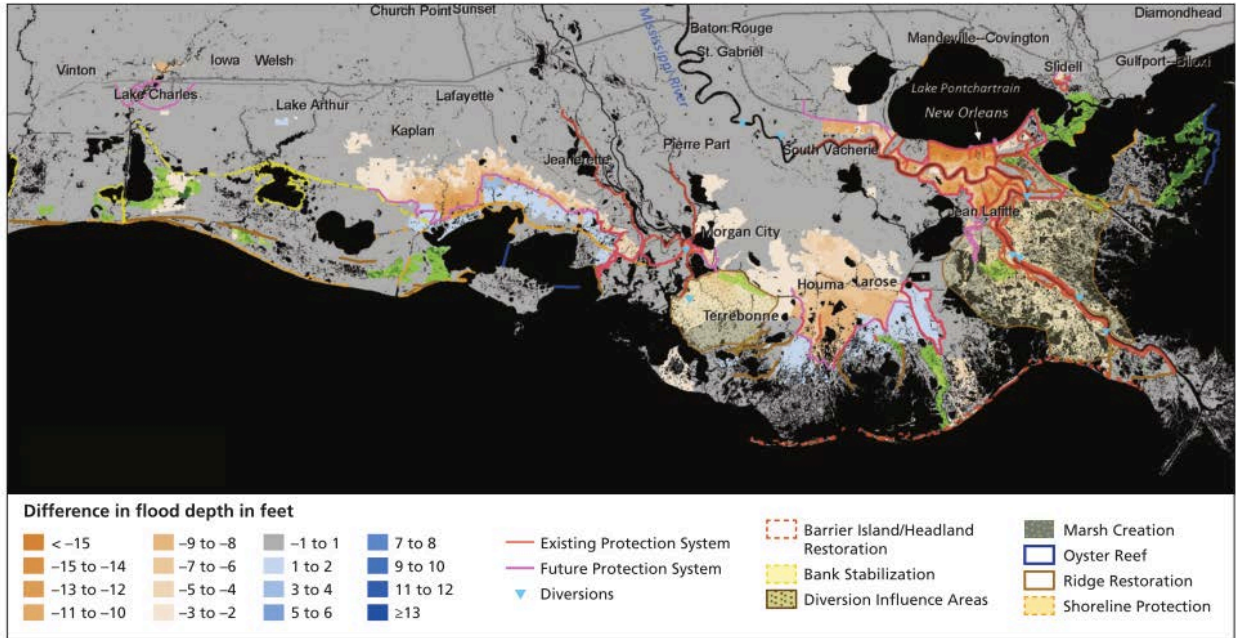 Church Point Sunset
Diamondhead
Baton Rouge
Mandeville--Covington
Mississippi River
St. Gabriel
Iowa Welsh
Slidell
Gulfport--Biloxi
Vinton
Lake Pontchartrain
Lake Charles
Lafayette
Lake Arthur
New Orleans
Kaplan
Pierre Part
Jeanerette
South Vacherie
Jean Lafitte
Morgan City
Houma Larose
Terrebonne
Difference in flood depth in feet
< –15
–15 to –14
–13 to –12
–11 to –10
–9 to –8
–7 to –6
–5 to –4
–3 to –2
–1 to 1
1 to 2
3 to 4
5 to 6
7 to 8
9 to 10
11 to 12
≥13
Existing Protection System
Future Protection System
Diversions
Barrier Island/Headland
Restoration
Bank Stabilization
Diversion Influence Areas
Marsh Creation
Oyster Reef
Ridge Restoration
Shoreline Protection